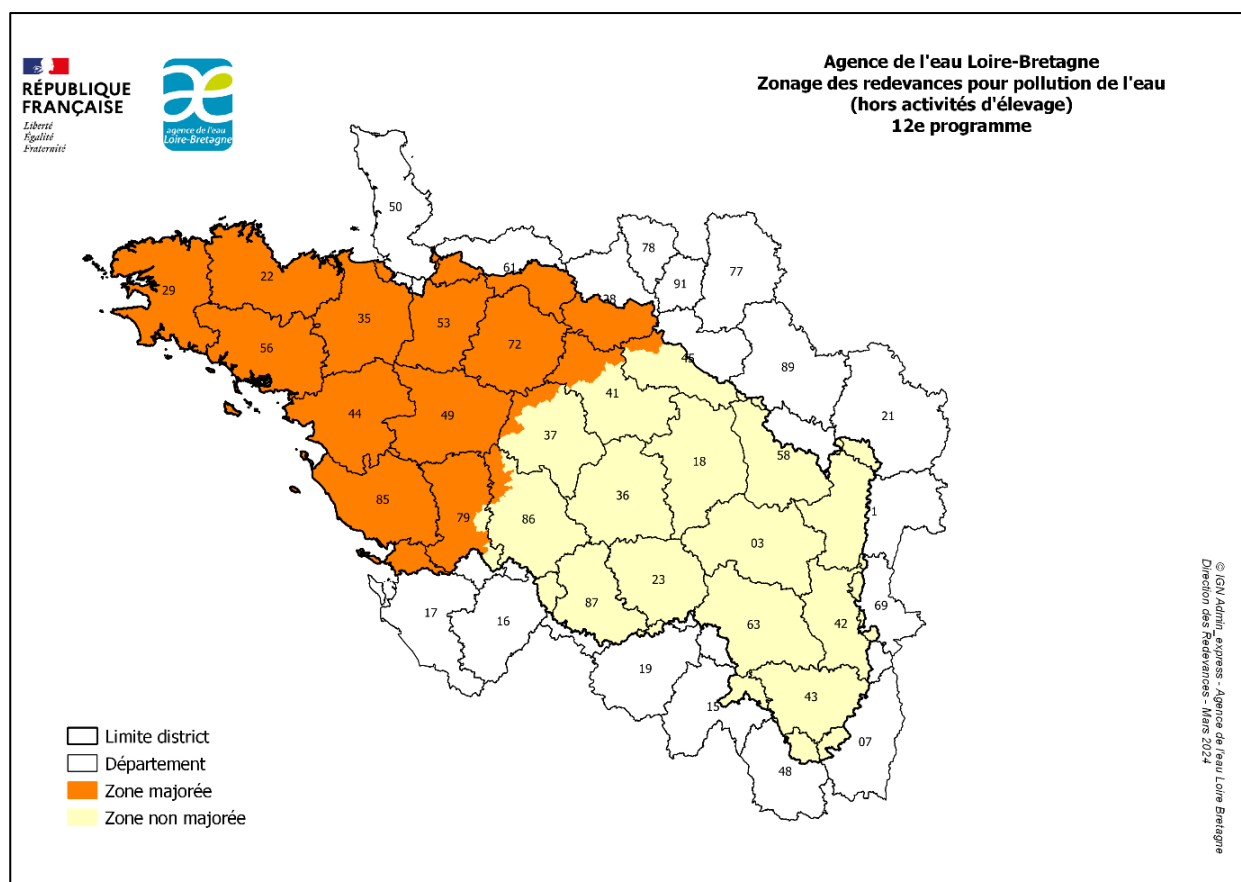 RÉPUBLIQUE
FRANÇAISE
Liberté
Égalité
Fraternité
agence de l'eau
Loire-Bretagne
Agence de l'eau Loire-Bretagne
Zonage des redevances pour pollution de l'eau
(hors activités d'élevage)
12e programme
50
61
78
91
77
29
22
35
53
72
28
56
45
89
44
49
41
21
37
18
58
85
79
86
36
1
03
23
87
69
17
16
63
42
19
15
43
07
48
Limite district
Département
Zone majorée
Zone non majorée
© IGN Admin_express - Agence de l'eau Loire Bretagne
Direction des Redevances - Mars 2024